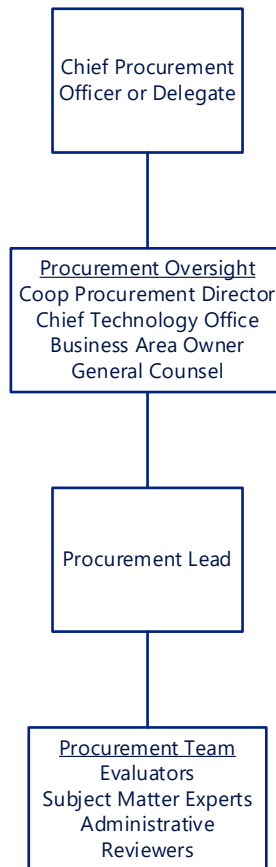 Chief Procurement
Officer or Delegate
Procurement Oversight
Coop Procurement Director
Chief Technology Office
Business Area Owner
General Counsel
Procurement Lead
Procurement Team
Evaluators
Subject Matter Experts
Administrative
Reviewers